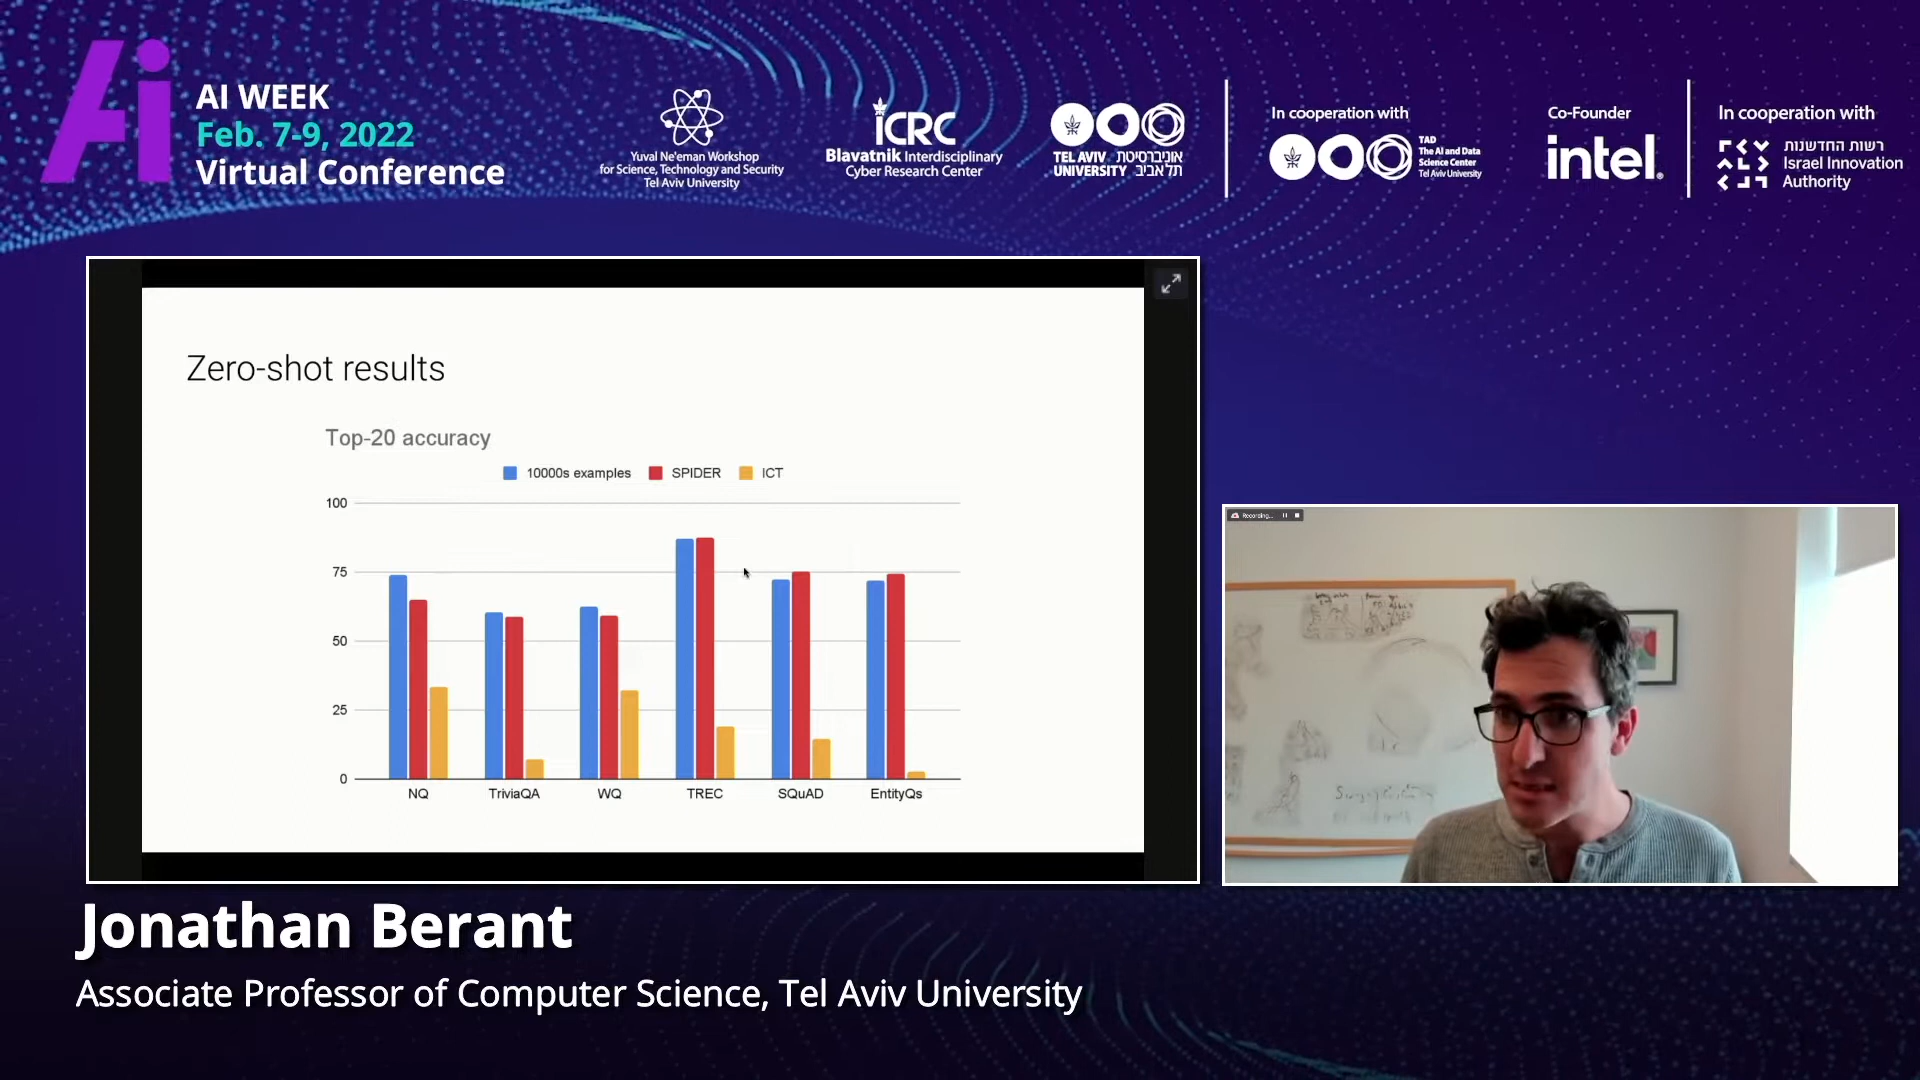 Ai
AI WEEK
Feb. 7-9, 2022
Virtual Conference
Yuval Ne'eman Workshop
for Science, Technology and Security
Tel Aviv University
ICRC
Blavatnik Interdisciplinary
Cyber Research Center
TEL AVIV אוניברסיטת
UNIVERSITY תל אביב
In cooperation with
TAD
The AI and Data
Science Center
Tel Aviv University
Co-Founder
intel.
In cooperation with
רשות החדשנות
Israel Innovation
Authority
Zero-shot results
Top-20 accuracy
10000s examples SPIDER ICT
100
75
50
25
0
NQ TriviaQA WQ TREC SQuAD EntityQs
Recording...
Jonathan Berant
Associate Professor of Computer Science, Tel Aviv University